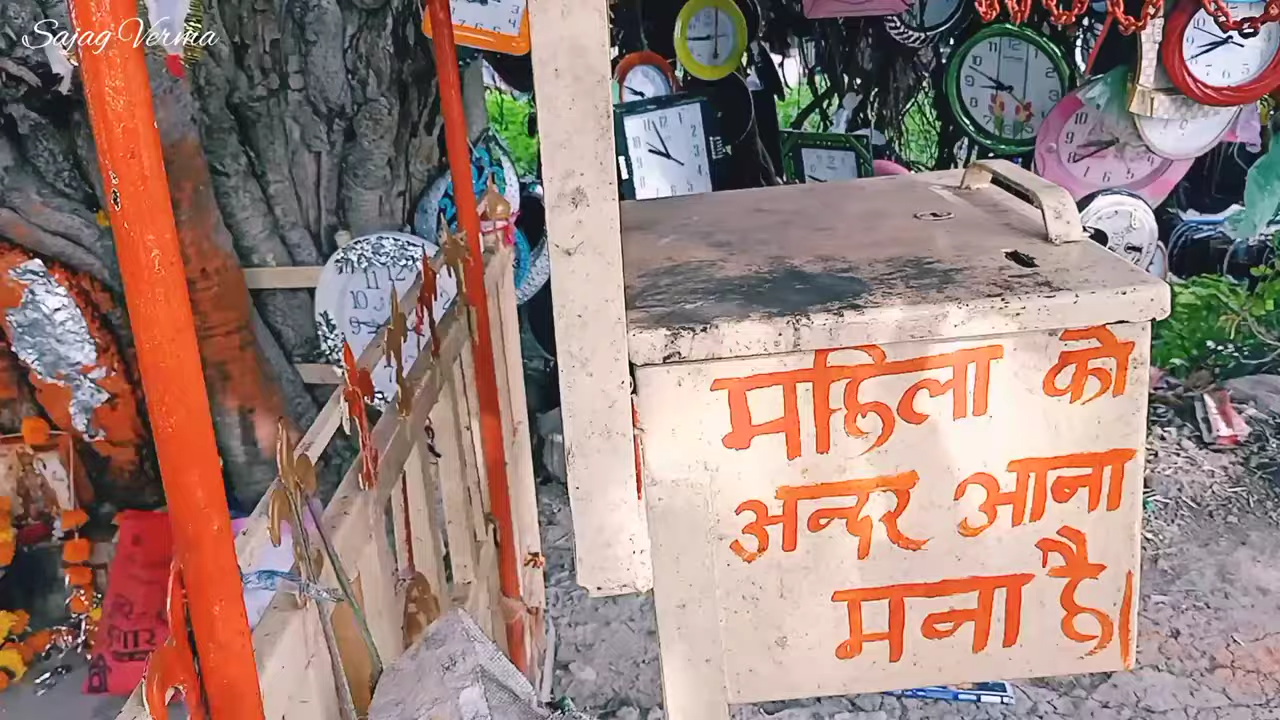 Sajag Verma
महिला को
अन्दर आना
मना है।